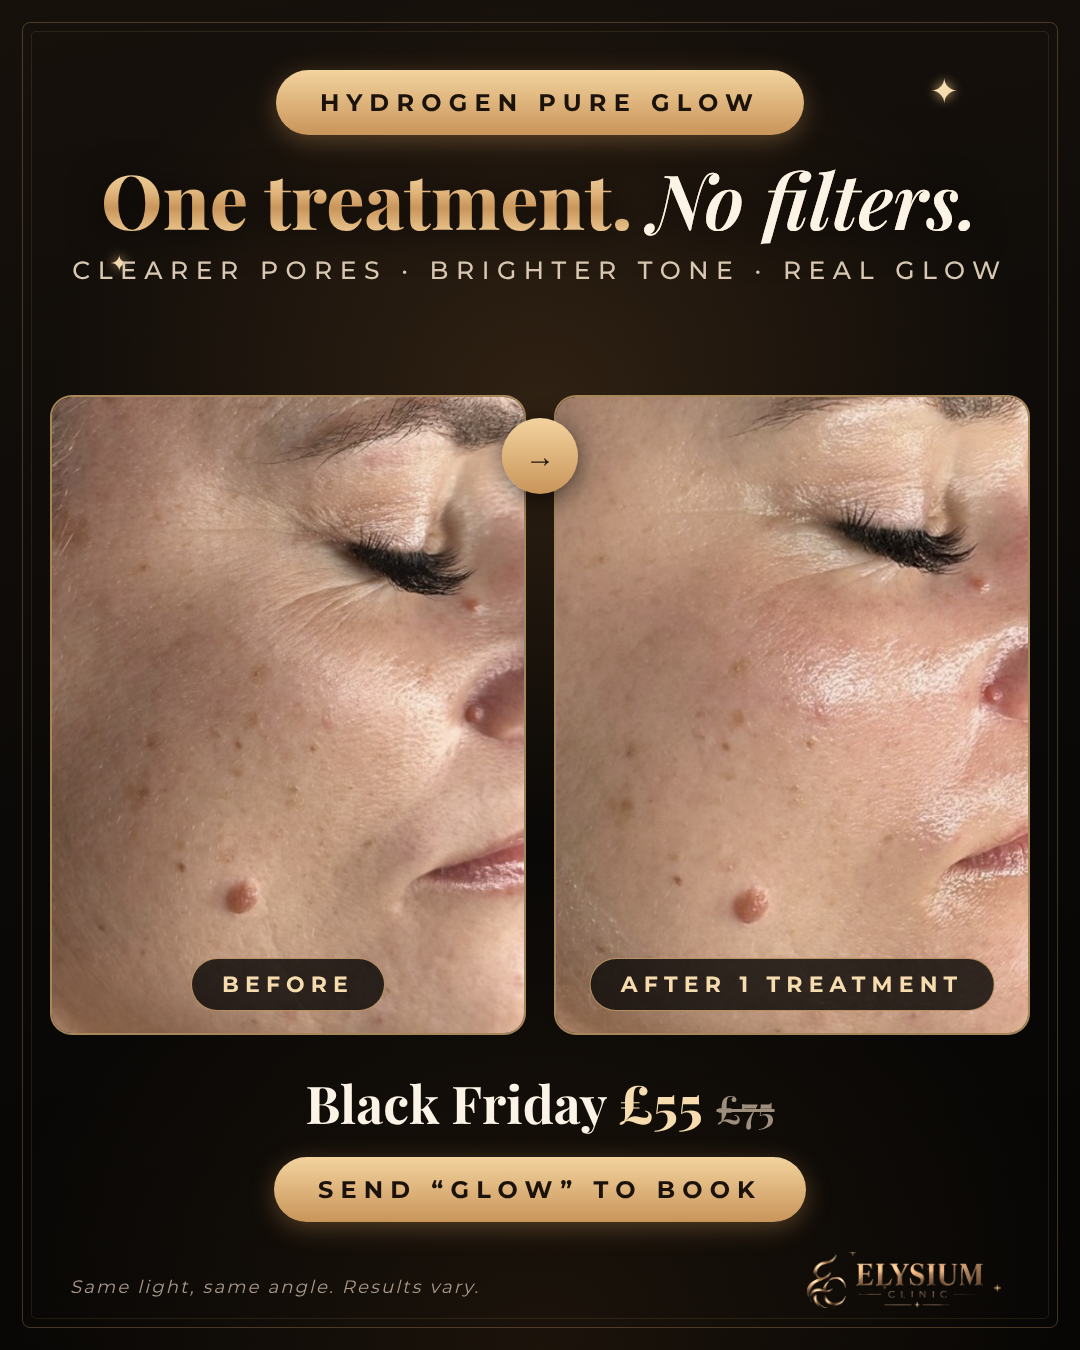 HYDROGEN PURE GLOW
One treatment. No filters.
CLEARER PORES · BRIGHTER TONE · REAL GLOW
→
BEFORE
AFTER 1 TREATMENT
Black Friday £55 £75
SEND “GLOW” TO BOOK
Same light, same angle. Results vary.
ELYSIUM
CLINIC